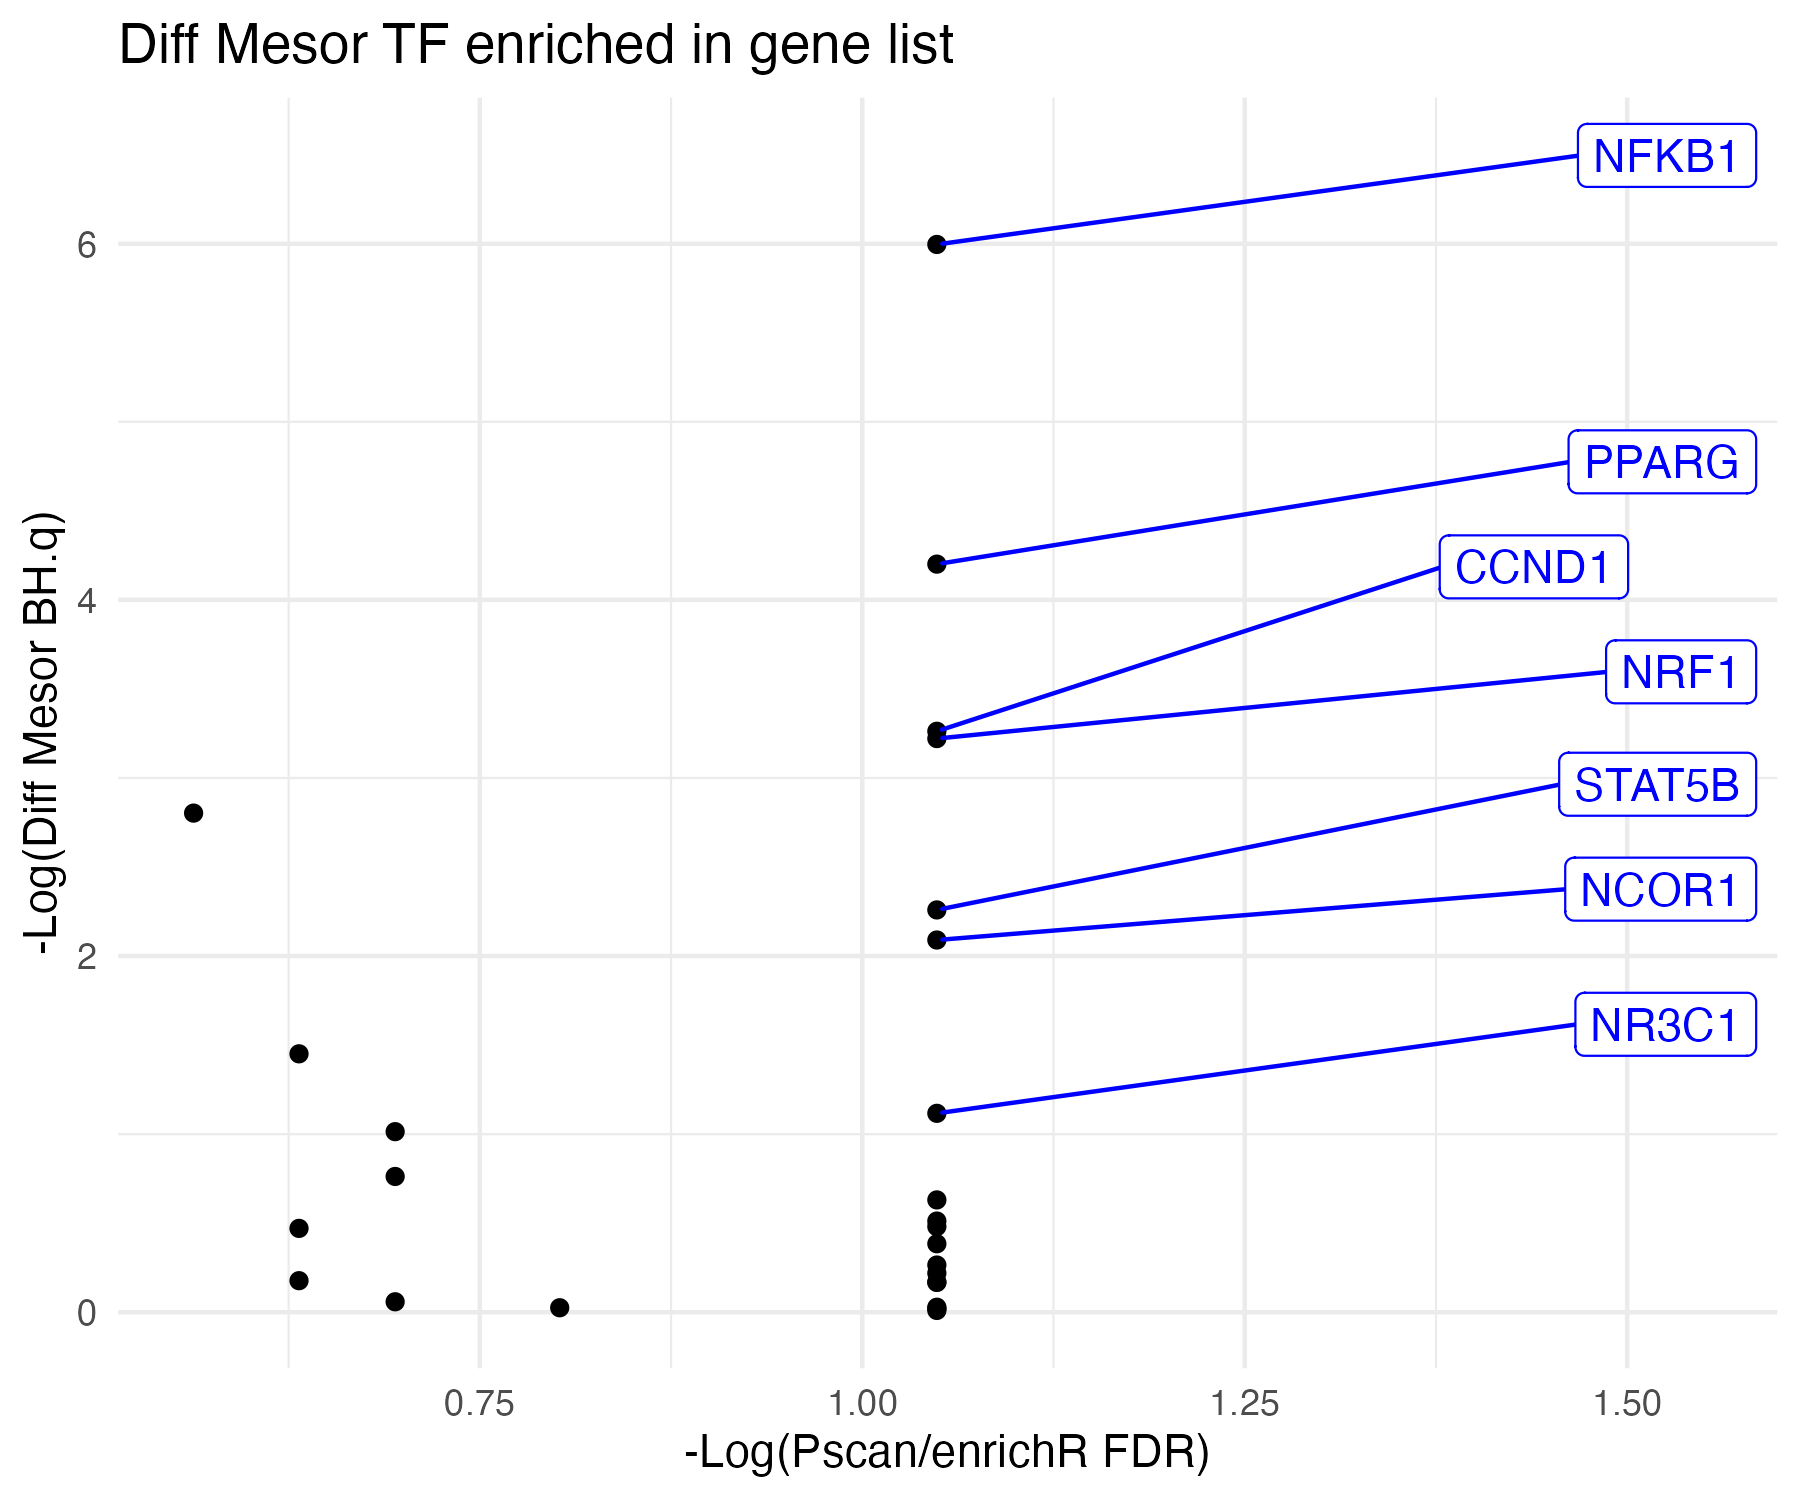 Diff Mesor TF enriched in gene list
NFKB1
6
PPARG
CCND1
4
NRF1
-Log(Diff Mesor BH.q)
STAT5B
NCOR1
2
NR3C1
0
0.75 1.00 1.25 1.50
-Log(Pscan/enrichR FDR)